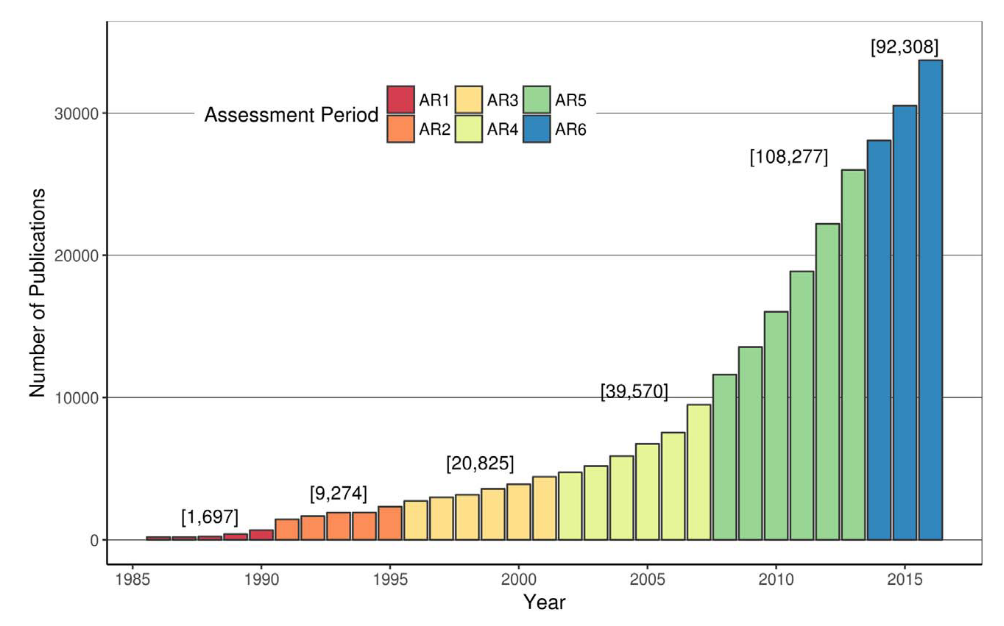 [92,308]
Assessment Period
AR1 AR3 AR5
AR2 AR4 AR6
30000
[108,277]
20000
Number of Publications
[39,570]
10000
[20,825]
[9,274]
[1,697]
0
1985 1990 1995 2000 2005 2010 2015
Year